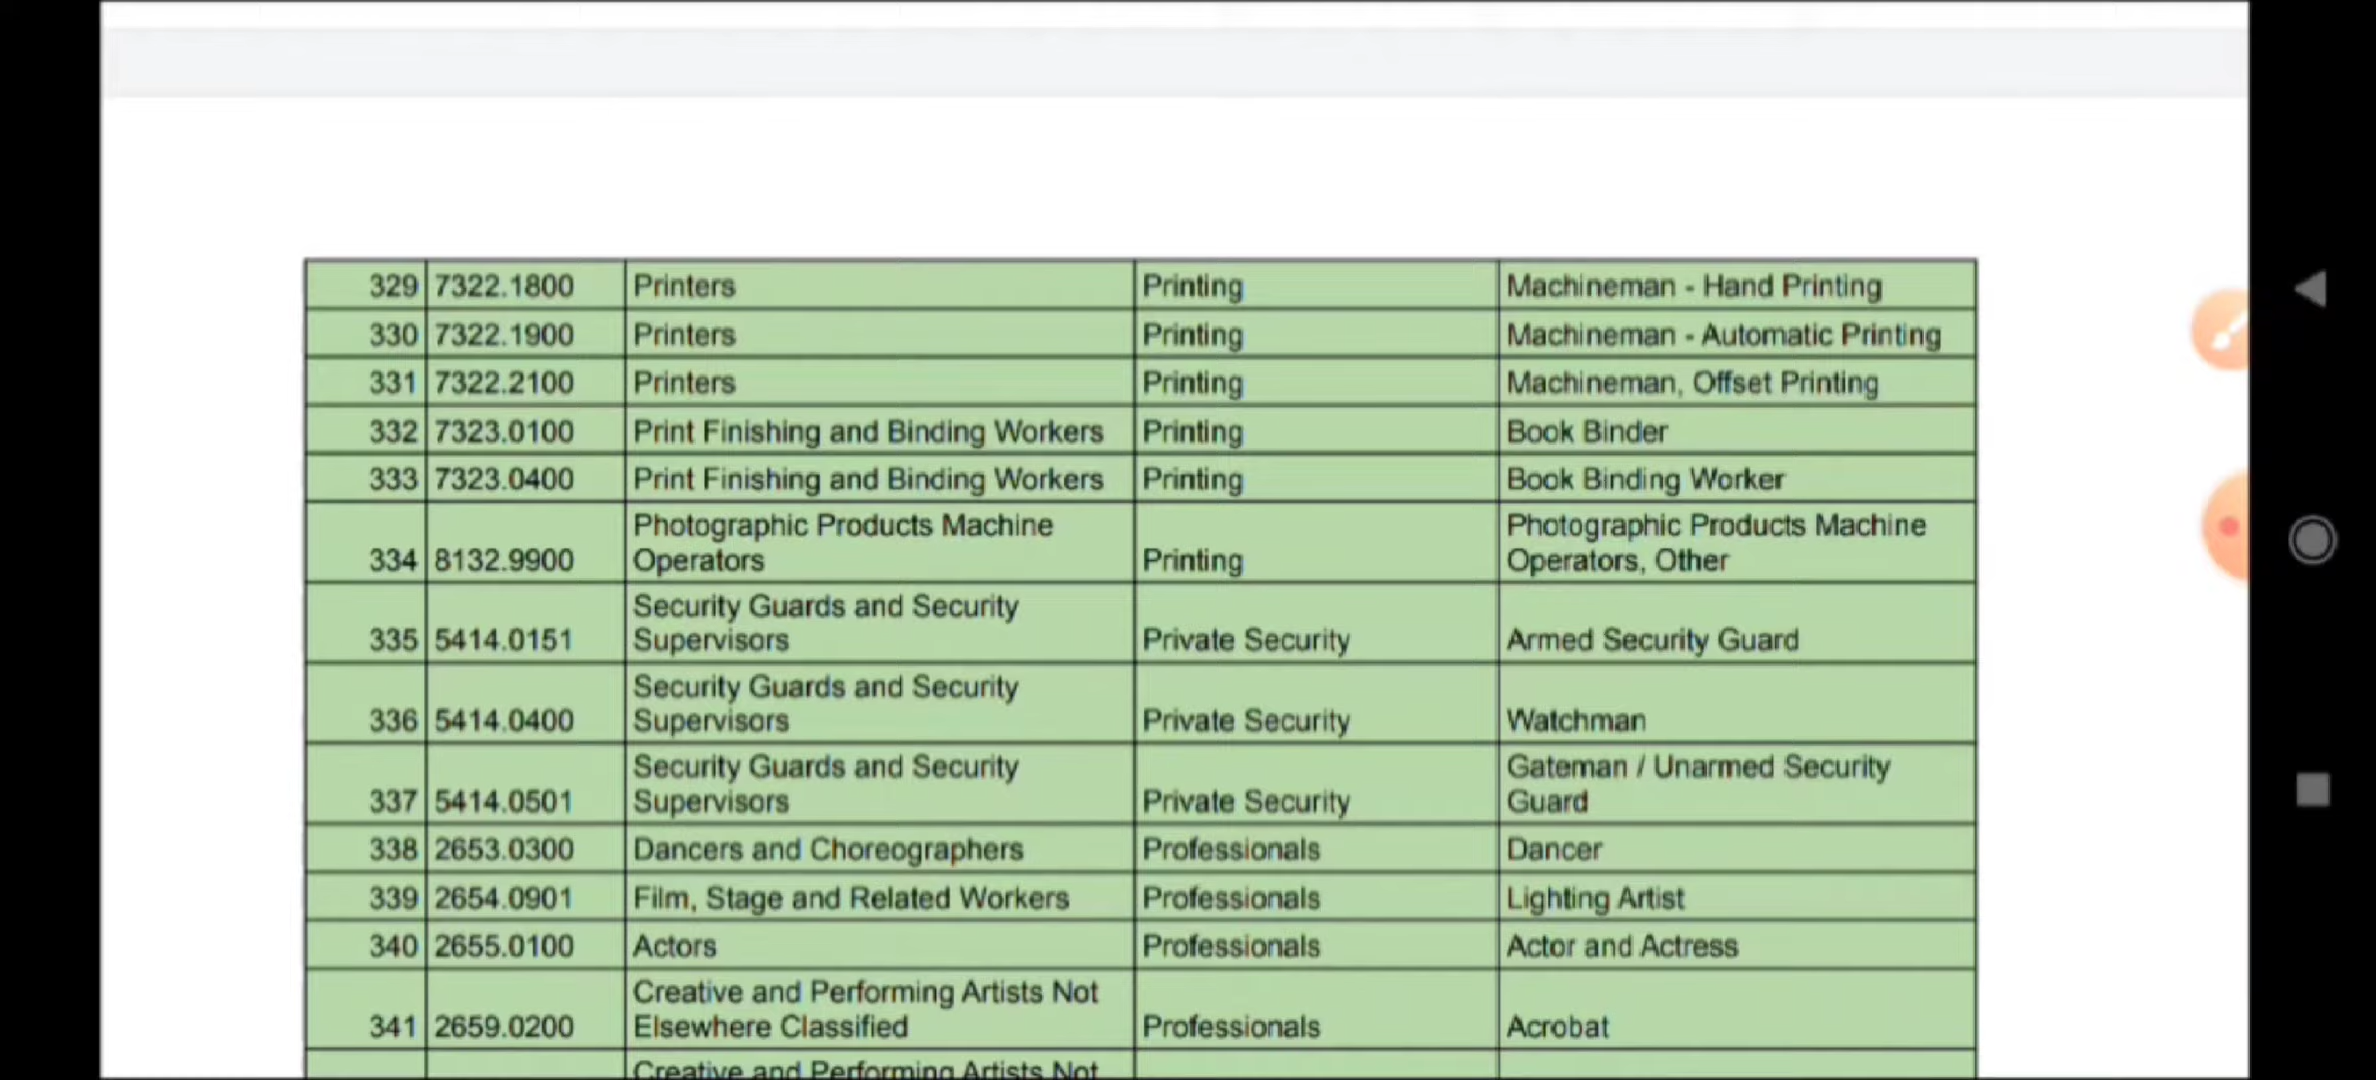 329 7322.1800 Printers Printing Machineman - Hand Printing
330 7322.1900 Printers Printing Machineman - Automatic Printing
331 7322.2100 Printers Printing Machineman, Offset Printing
332 7323.0100 Print Finishing and Binding Workers Printing Book Binder
333 7323.0400 Print Finishing and Binding Workers Printing Book Binding Worker
Photographic Products Machine Photographic Products Machine
334 8132.9900 Operators Printing Operators, Other
Security Guards and Security
335 5414.0151 Supervisors Private Security Armed Security Guard
Security Guards and Security
336 5414.0400 Supervisors Private Security Watchman
Security Guards and Security Gateman / Unarmed Security
337 5414.0501 Supervisors Private Security Guard
338 2653.0300 Dancers and Choreographers Professionals Dancer
339 2654.0901 Film, Stage and Related Workers Professionals Lighting Artist
340 2655.0100 Actors Professionals Actor and Actress
Creative and Performing Artists Not
341 2659.0200 Elsewhere Classified Professionals Acrobat
Creative and Performing Artists Not